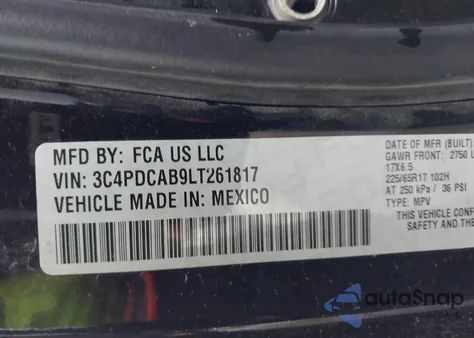 MFD BY: FCA US LLC
VIN: 3C4PDCAB9LT261817
VEHICLE MADE IN: MEXICO
DATE OF MFR (BUILT)
GAWR FRONT: 2750
17X6.5
225/65R17 102H
AT 250 kPa / 36 PSI
TYPE: MPV
THIS VEHICLE CONFO
SAFETY AND THE
autoSnap